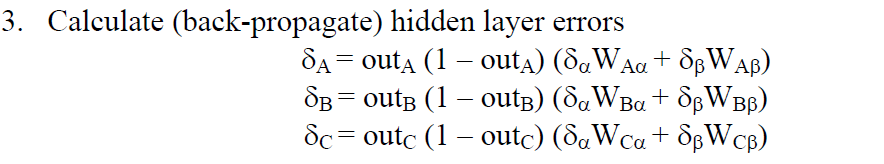 3. Calculate (back-propagate) hidden layer errors
δA = outA (1 – outA) (δαWAα + δβWAβ)
δB = outB (1 – outB) (δαWBα + δβWBβ)
δC = outC (1 – outC) (δαWCα + δβWCβ)